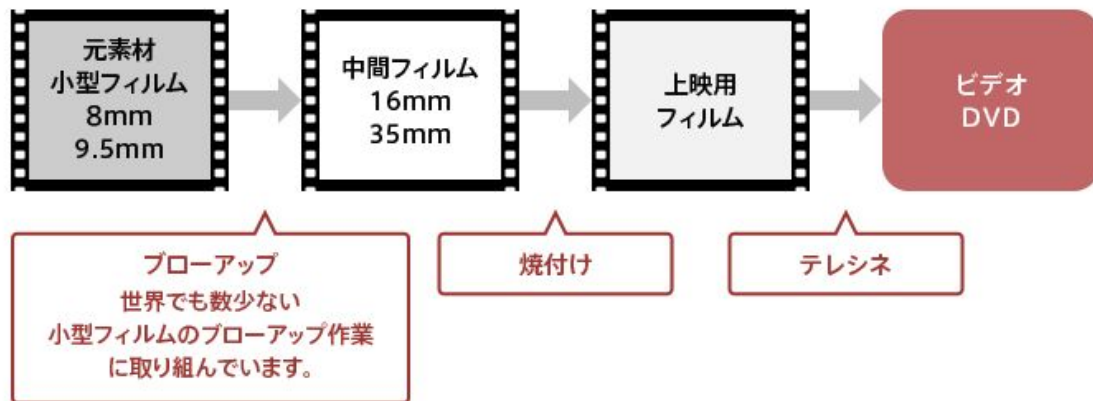 元素材
小型フィルム
8mm
9.5mm
中間フィルム
16mm
35mm
上映用
フィルム
ビデオ
DVD
ブローアップ
世界でも数少ない
小型フィルムのブローアップ作業
に取り組んでいます。
焼付け
テレシネ